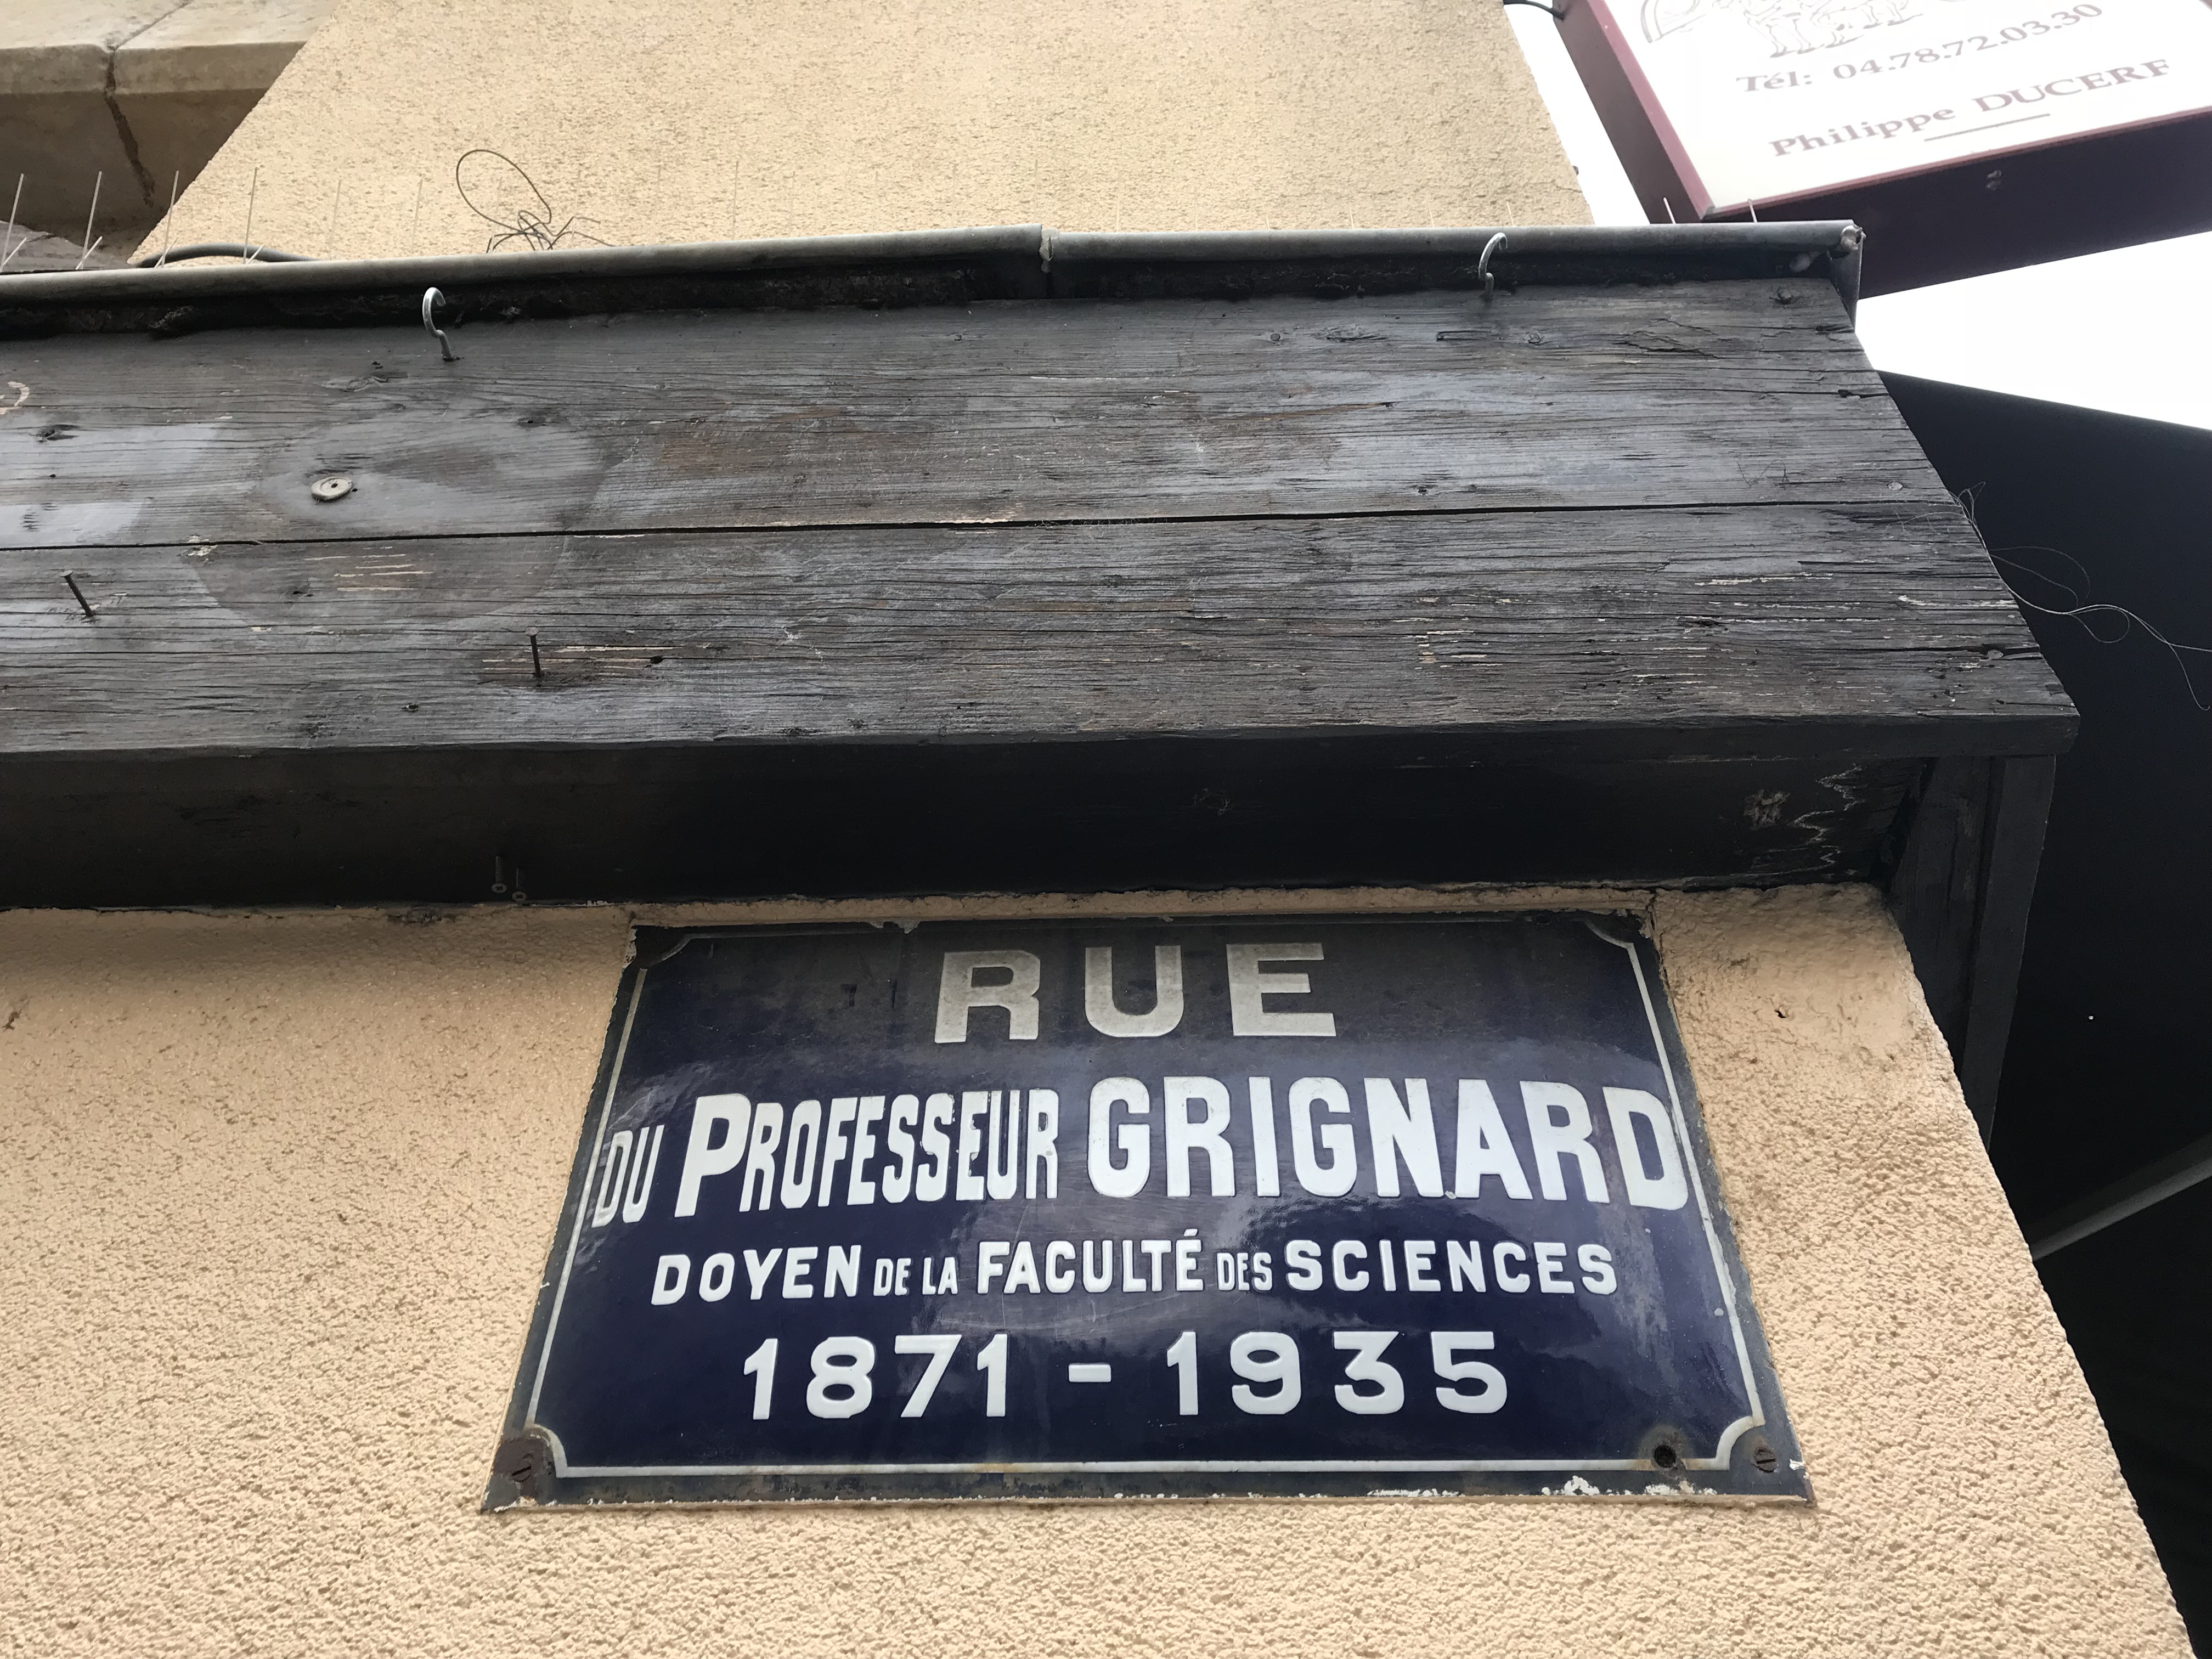 Tél: 04.78.72.03.30
Philippe DUCERF
RUE
DU PROFESSEUR GRIGNARD
DOYEN DE LA FACULTÉ DES SCIENCES
1871 - 1935